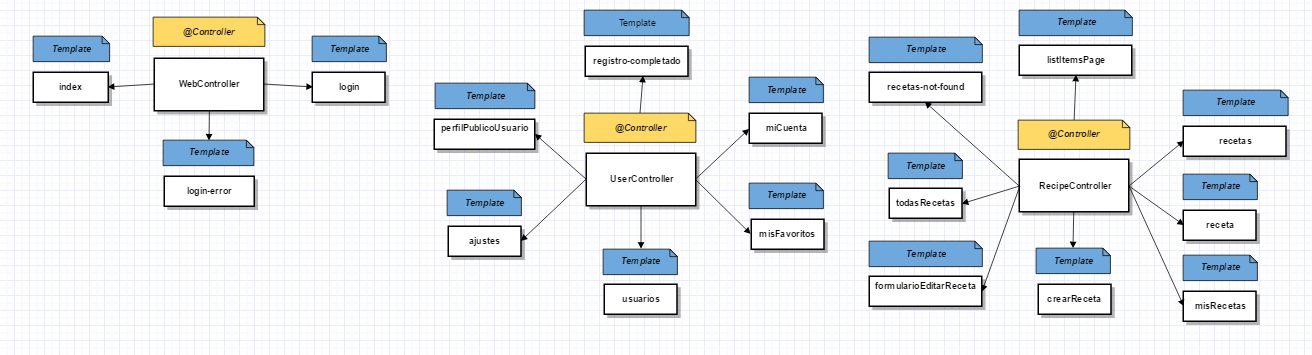 Template
index
@Controller
WebController
Template
login
Template
login-error
Template
registro-completado
Template
perfilPublicoUsuario
@Controller
UserController
Template
miCuenta
Template
ajustes
Template
misFavoritos
Template
usuarios
Template
listItemsPage
Template
recetas-not-found
@Controller
RecipeController
Template
recetas
Template
todasRecetas
Template
receta
Template
formularioEditarReceta
Template
crearReceta
Template
misRecetas